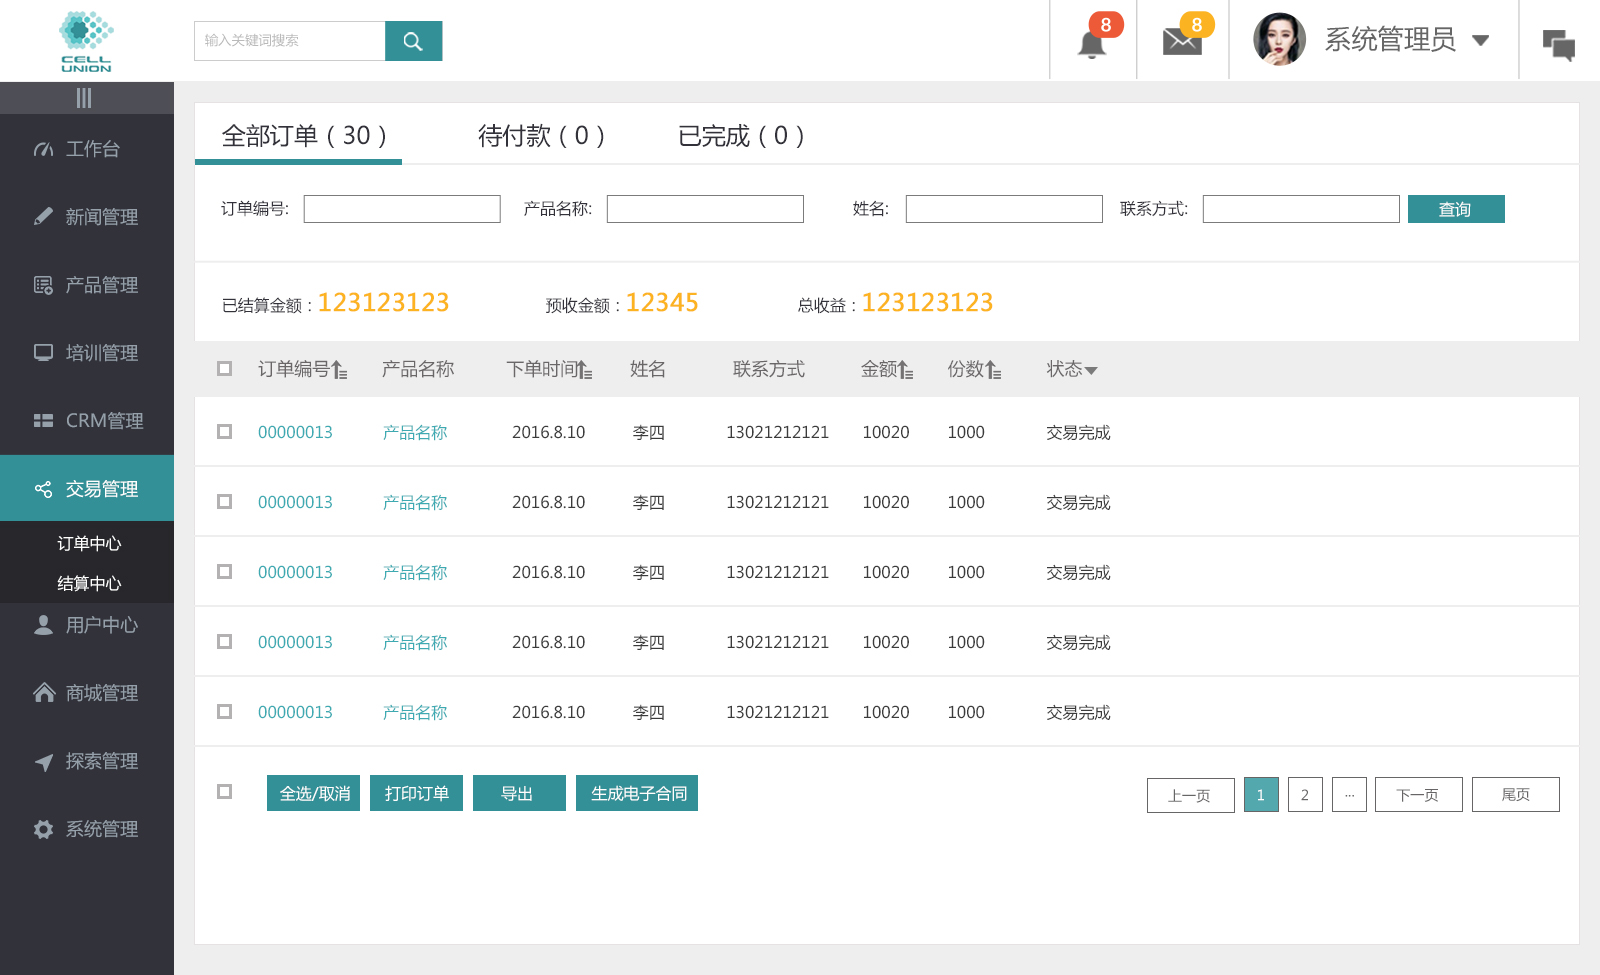 CELL
UNION
输入关键词搜索
8
8
系统管理员
工作台
新闻管理
产品管理
培训管理
CRM管理
交易管理
订单中心
结算中心
用户中心
商城管理
探索管理
系统管理
全部订单（30） 待付款（0） 已完成（0）
订单编号: 产品名称: 姓名: 联系方式: 查询
已结算金额：123123123 预收金额：12345 总收益：123123123
订单编号 产品名称 下单时间 姓名 联系方式 金额 份数 状态
00000013 产品名称 2016.8.10 李四 13021212121 10020 1000 交易完成
00000013 产品名称 2016.8.10 李四 13021212121 10020 1000 交易完成
00000013 产品名称 2016.8.10 李四 13021212121 10020 1000 交易完成
00000013 产品名称 2016.8.10 李四 13021212121 10020 1000 交易完成
00000013 产品名称 2016.8.10 李四 13021212121 10020 1000 交易完成
全选/取消 打印订单 导出 生成电子合同 上一页 1 2 ... 下一页 尾页